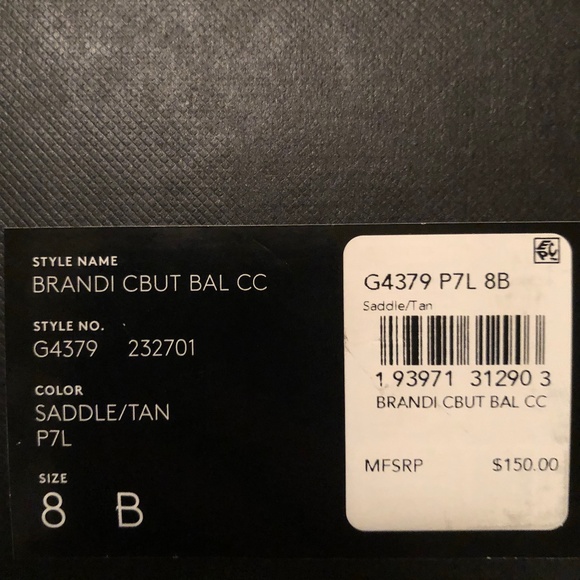 STYLE NAME
BRANDI CBUT BAL CC
STYLE NO.
G4379 232701
COLOR
SADDLE/TAN
P7L
SIZE
8 B
G4379 P7L 8B
Saddle/Tan
1 93971 31290 3
BRANDI CBUT BAL CC
MFSRP $150.00